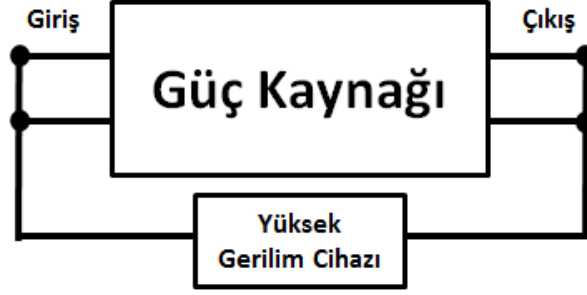 Giriş
Çıkış
Güç Kaynağı
Yüksek
Gerilim Cihazı